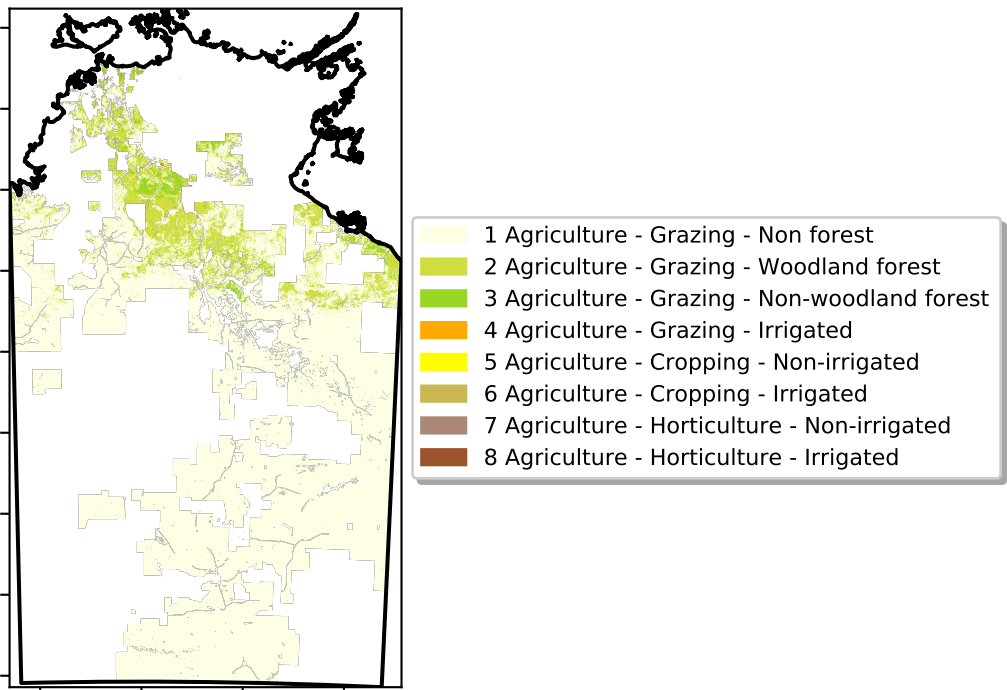 1 Agriculture - Grazing - Non forest
2 Agriculture - Grazing - Woodland forest
3 Agriculture - Grazing - Non-woodland forest
4 Agriculture - Grazing - Irrigated
5 Agriculture - Cropping - Non-irrigated
6 Agriculture - Cropping - Irrigated
7 Agriculture - Horticulture - Non-irrigated
8 Agriculture - Horticulture - Irrigated